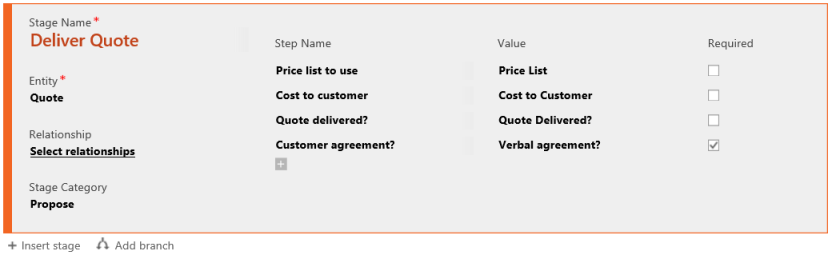 Stage Name*
Deliver Quote
Entity*
Quote
Relationship
Select relationships
Stage Category
Propose
Step Name Value Required
Price list to use Price List
Cost to customer Cost to Customer
Quote delivered? Quote Delivered?
Customer agreement? Verbal agreement?
+
+ Insert stage Add branch